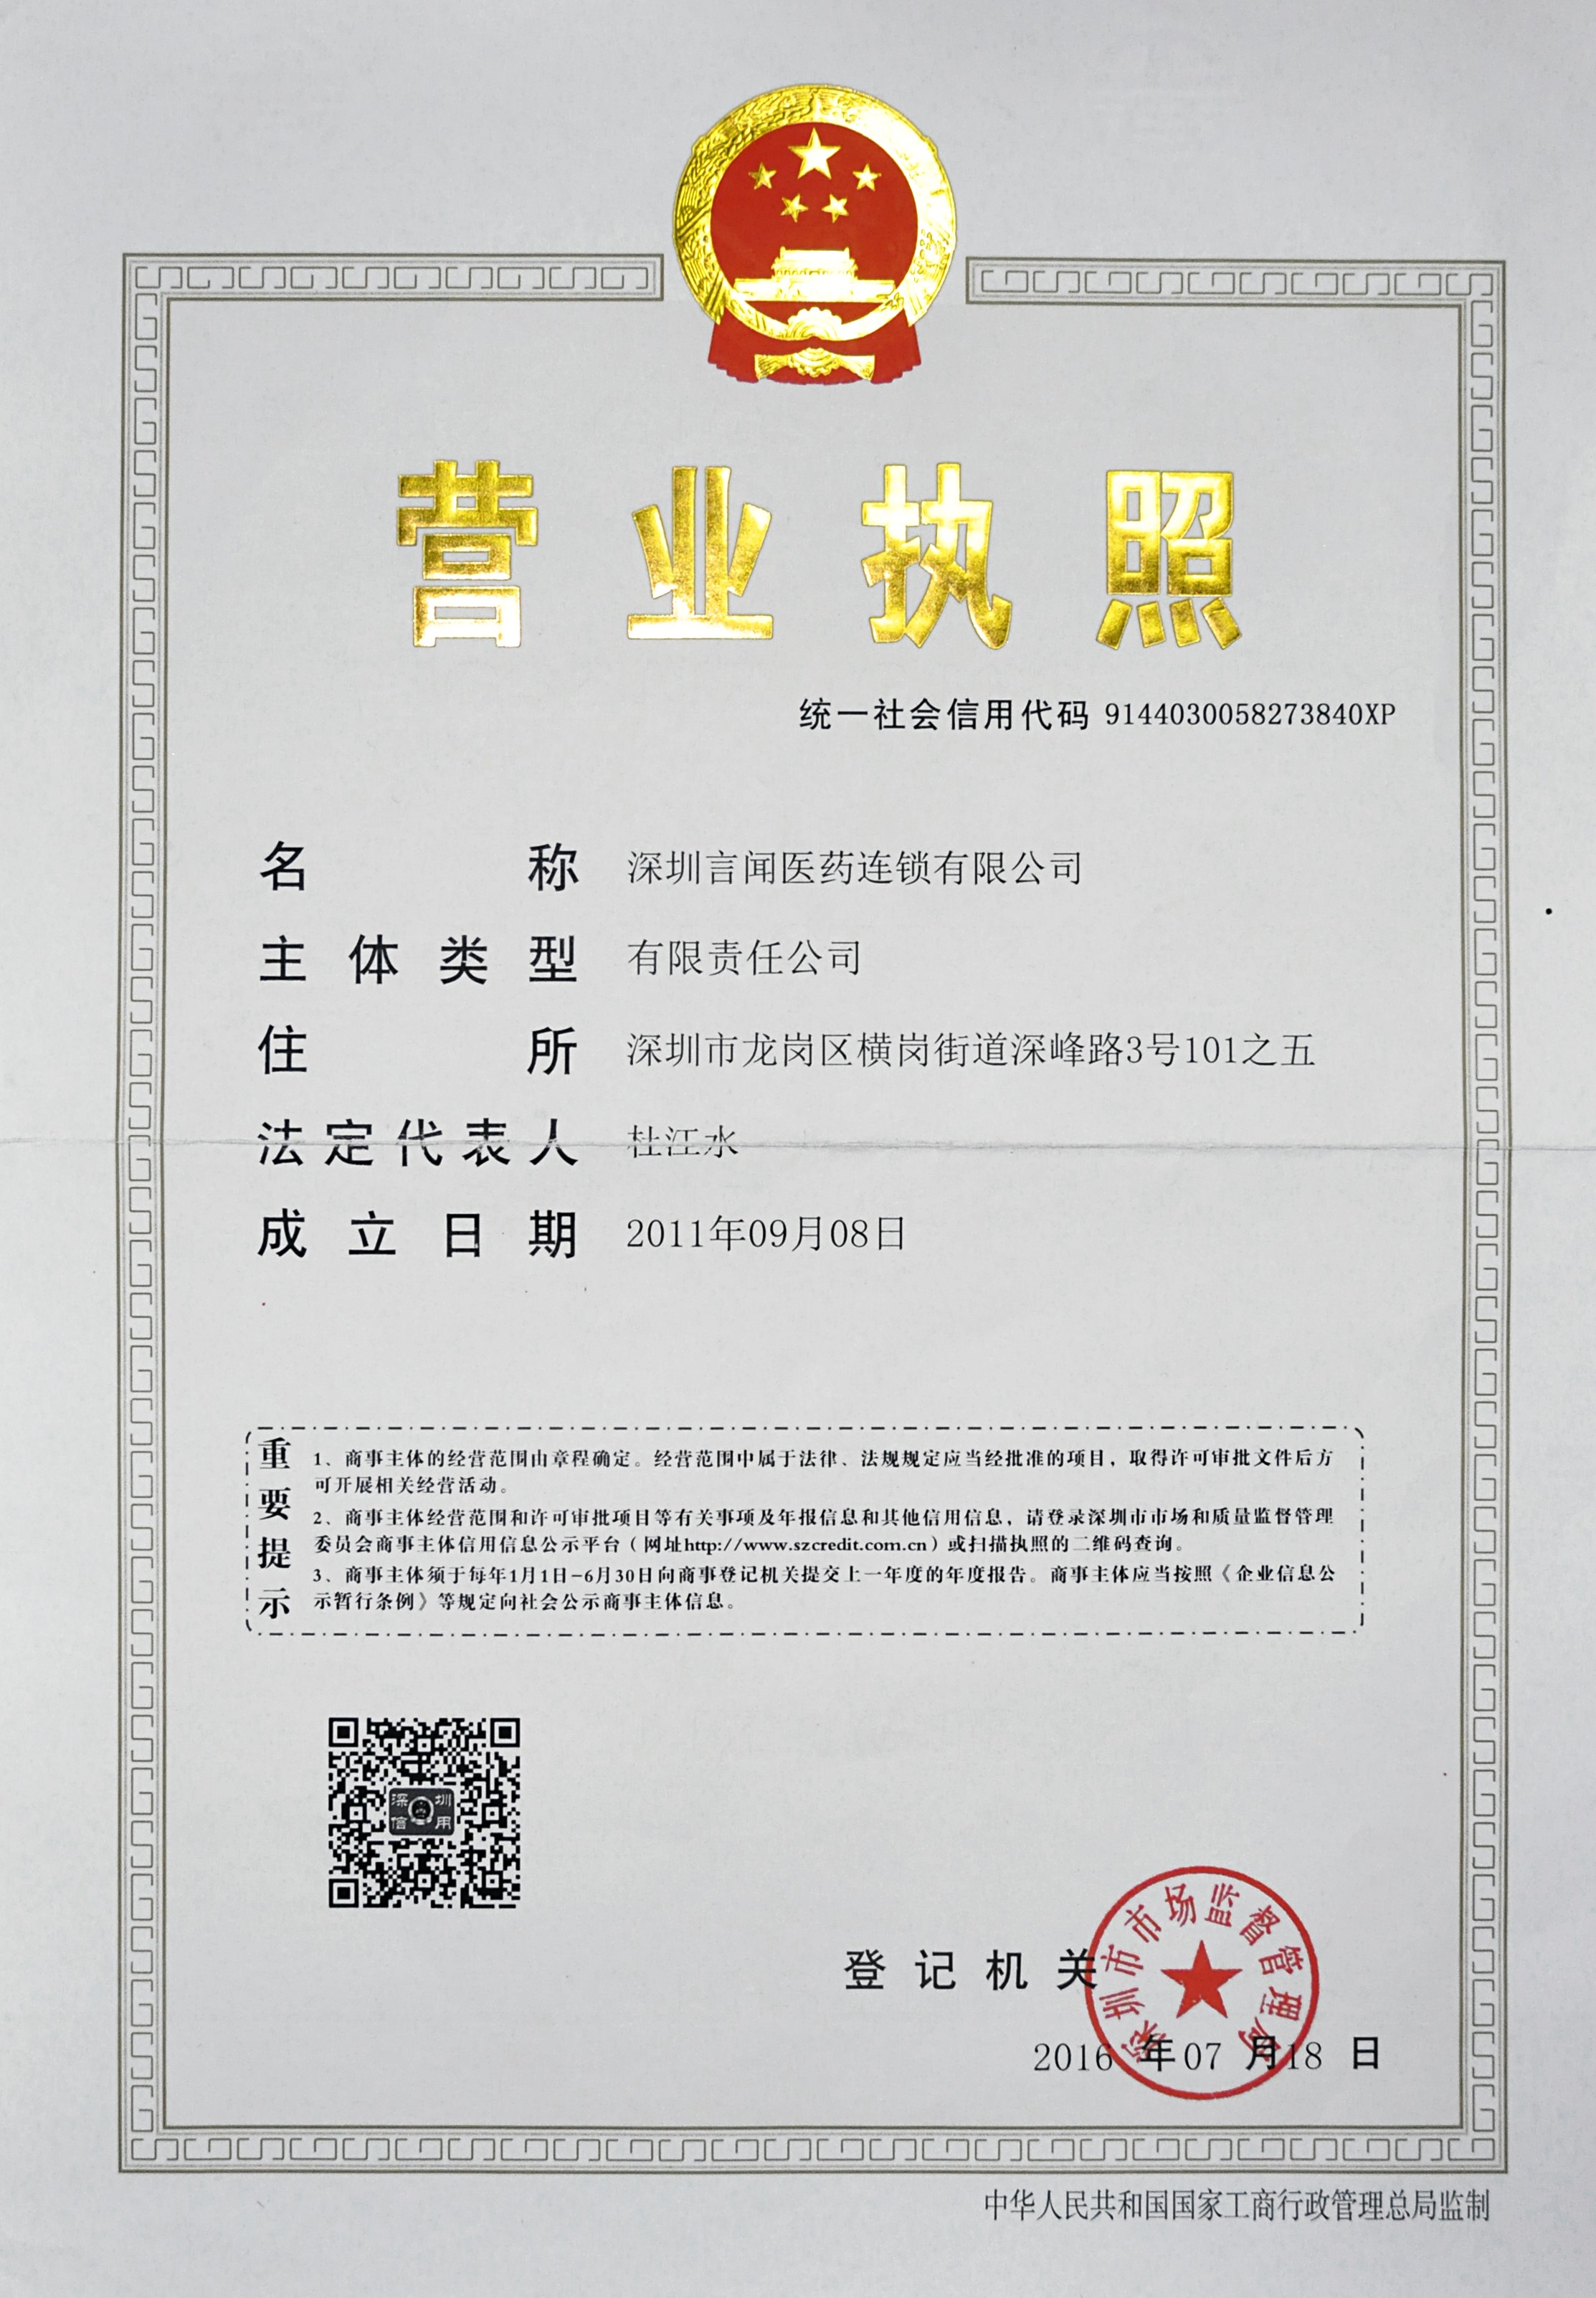 营业执照
统一社会信用代码 9144030058273840XP
名称 深圳言闻医药连锁有限公司
主体类型 有限责任公司
住所 深圳市龙岗区横岗街道深峰路3号101之五
法定代表人 杜江水
成立日期 2011年09月08日
重要提示
1、商事主体的经营范围由章程确定。经营范围中属于法律、法规规定应当经批准的项目，取得许可审批文件后方
可开展相关经营活动。
2、商事主体经营范围和许可审批项目等有关事项及年报信息和其他信用信息，请登录深圳市市场和质量监督管理
委员会商事主体信用信息公示平台（网址http://www.szcredit.com.cn）或扫描执照的二维码查询。
3、商事主体须于每年1月1日-6月30日向商事登记机关提交上一年度的年度报告。商事主体应当按照《企业信息公
示暂行条例》等规定向社会公示商事主体信息。
深圳
信用
登记机关
深圳市市场监督管理局
2016 年07 月18 日
中华人民共和国国家工商行政管理总局监制